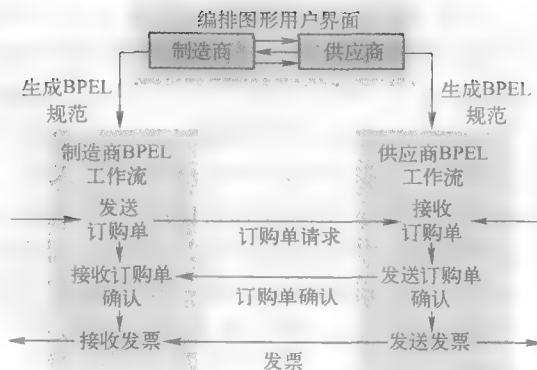 编排图形用户界面
制造商
供应商
生成BPEL
规范
生成BPEL
规范
制造商BPEL
工作流
供应商BPEL
工作流
发送
订购单
订购单请求
接收
订购单
接收订购单
确认
订购单确认
发送订购单
确认
接收发票
发票
发送发票